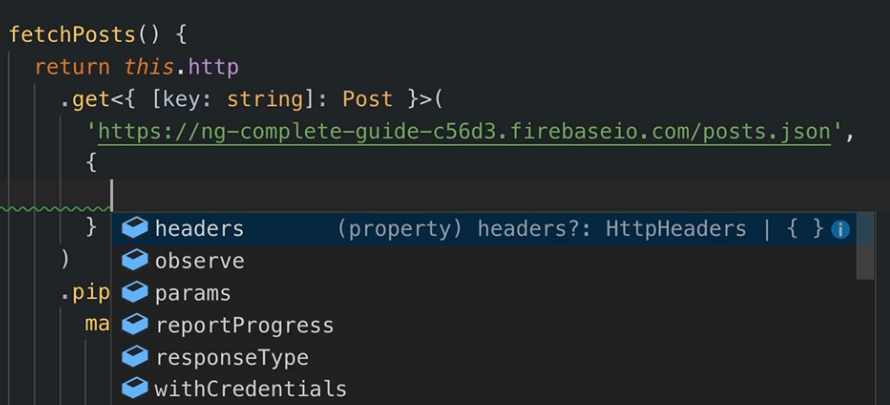 fetchPosts() {
return this.http
.get<{ [key: string]: Post }>(
'https://ng-complete-guide-c56d3.firebaseio.com/posts.json',
{
}
headers (property) headers?: HttpHeaders | { }
observe
)
params
.pip
reportProgress
ma
responseType
withCredentials